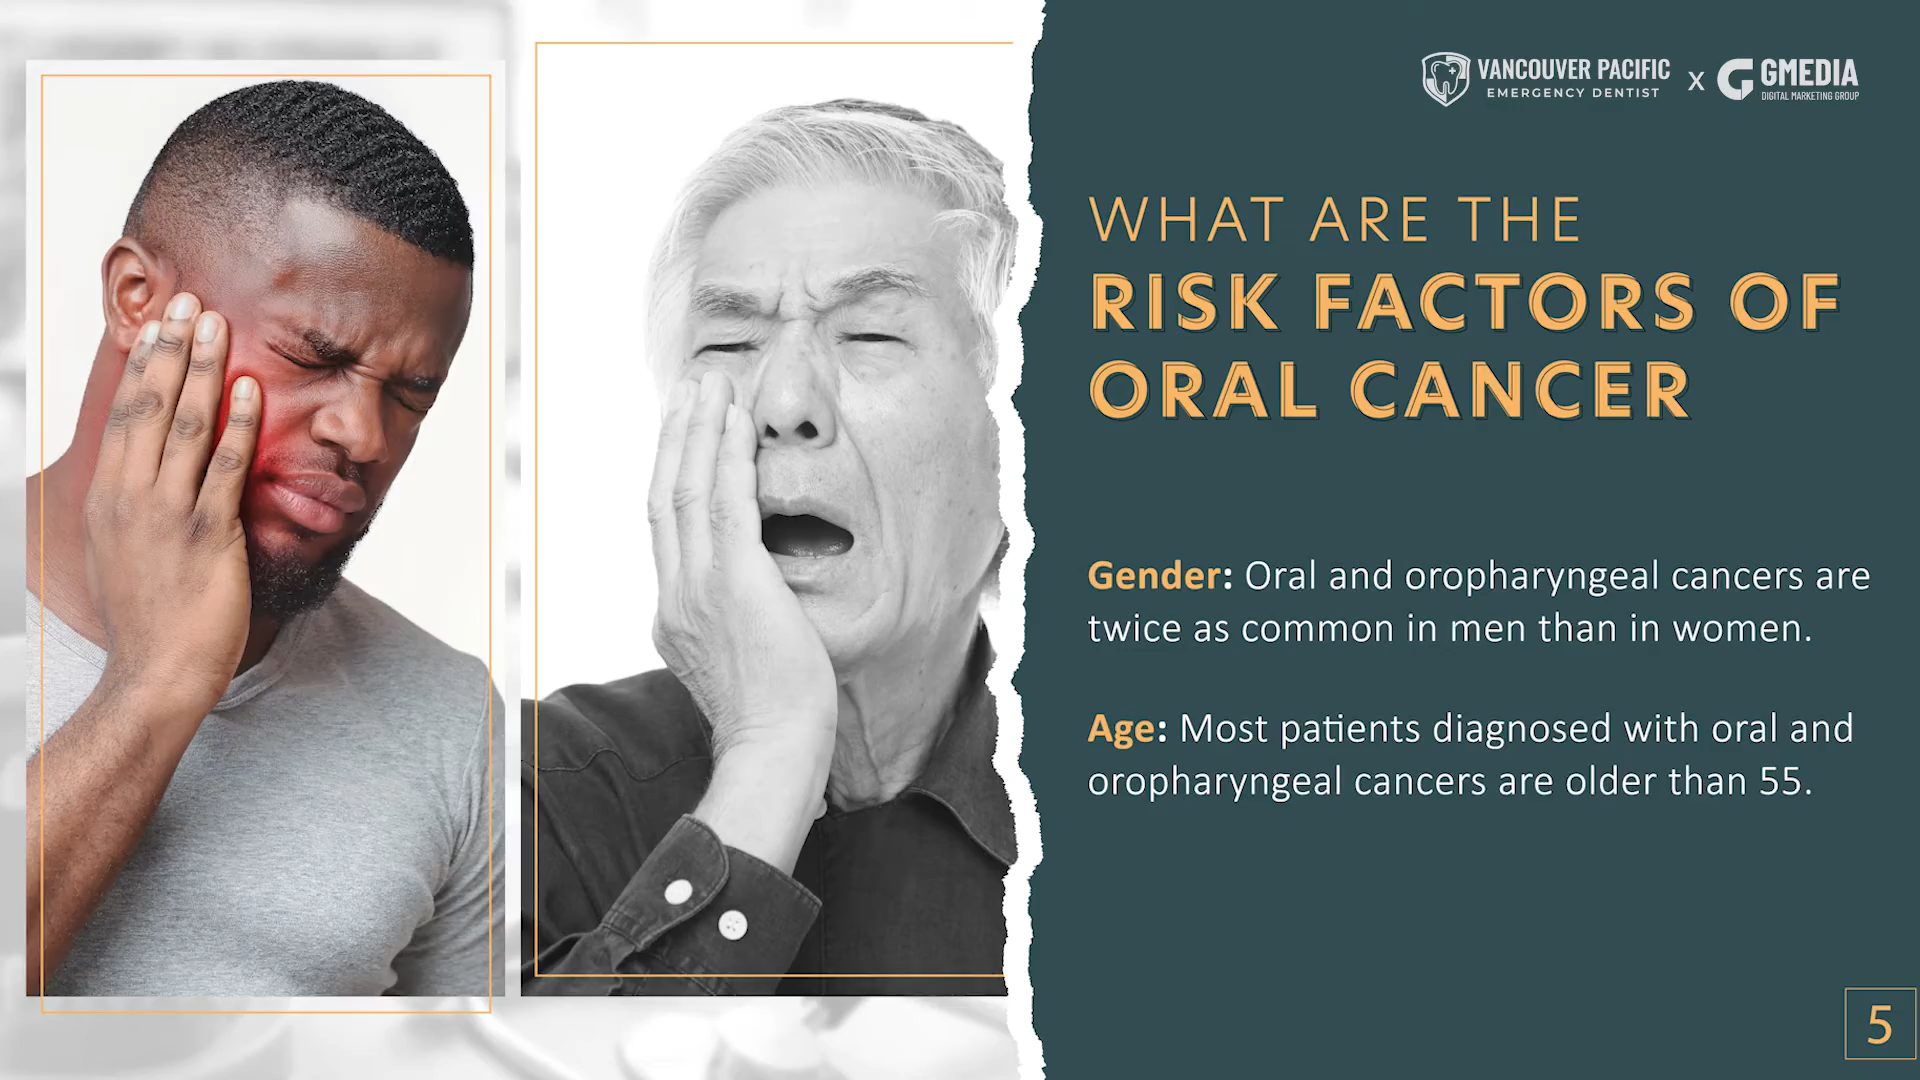 VANCOUVER PACIFIC
EMERGENCY DENTIST
X
GMEDIA
DIGITAL MARKETING GROUP
WHAT ARE THE
RISK FACTORS OF
ORAL CANCER
Gender: Oral and oropharyngeal cancers are
twice as common in men than in women.
Age: Most patients diagnosed with oral and
oropharyngeal cancers are older than 55.
5